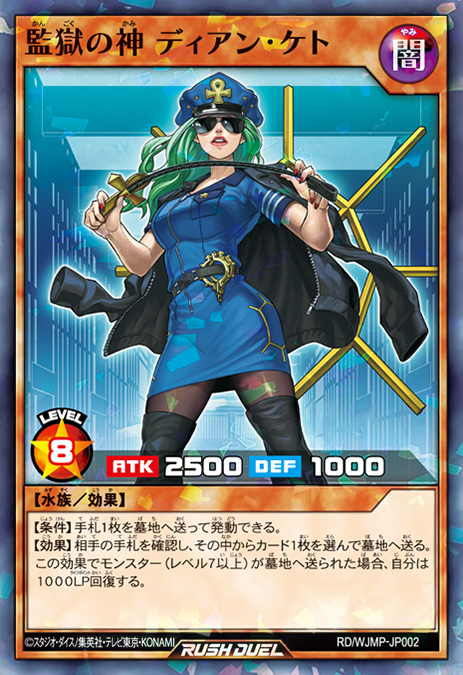 監獄の神 ディアン・ケト
闇
LEVEL
8
ATK 2500 DEF 1000
【水族/効果】
【条件】手札1枚を墓地へ送って発動できる。
【効果】相手の手札を確認し、その中からカード1枚を選んで墓地へ送る。
この効果でモンスター(レベル7以上)が墓地へ送られた場合、自分は
1000LP回復する。
©スタジオ・ダイス/集英社・テレビ東京・KONAMI
RUSH DUEL
RD/WJMP-JP002